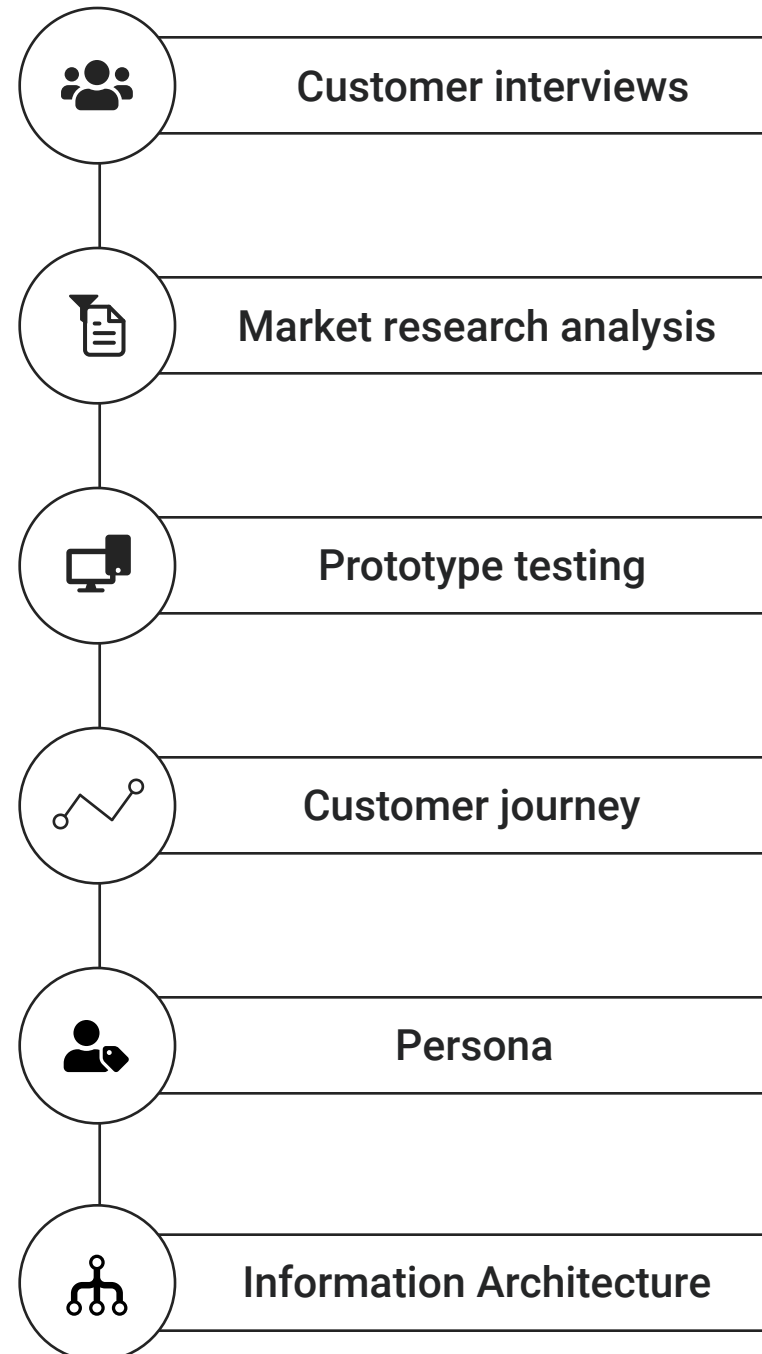 Customer interviews
Market research analysis
Prototype testing
Customer journey
Persona
Information Architecture